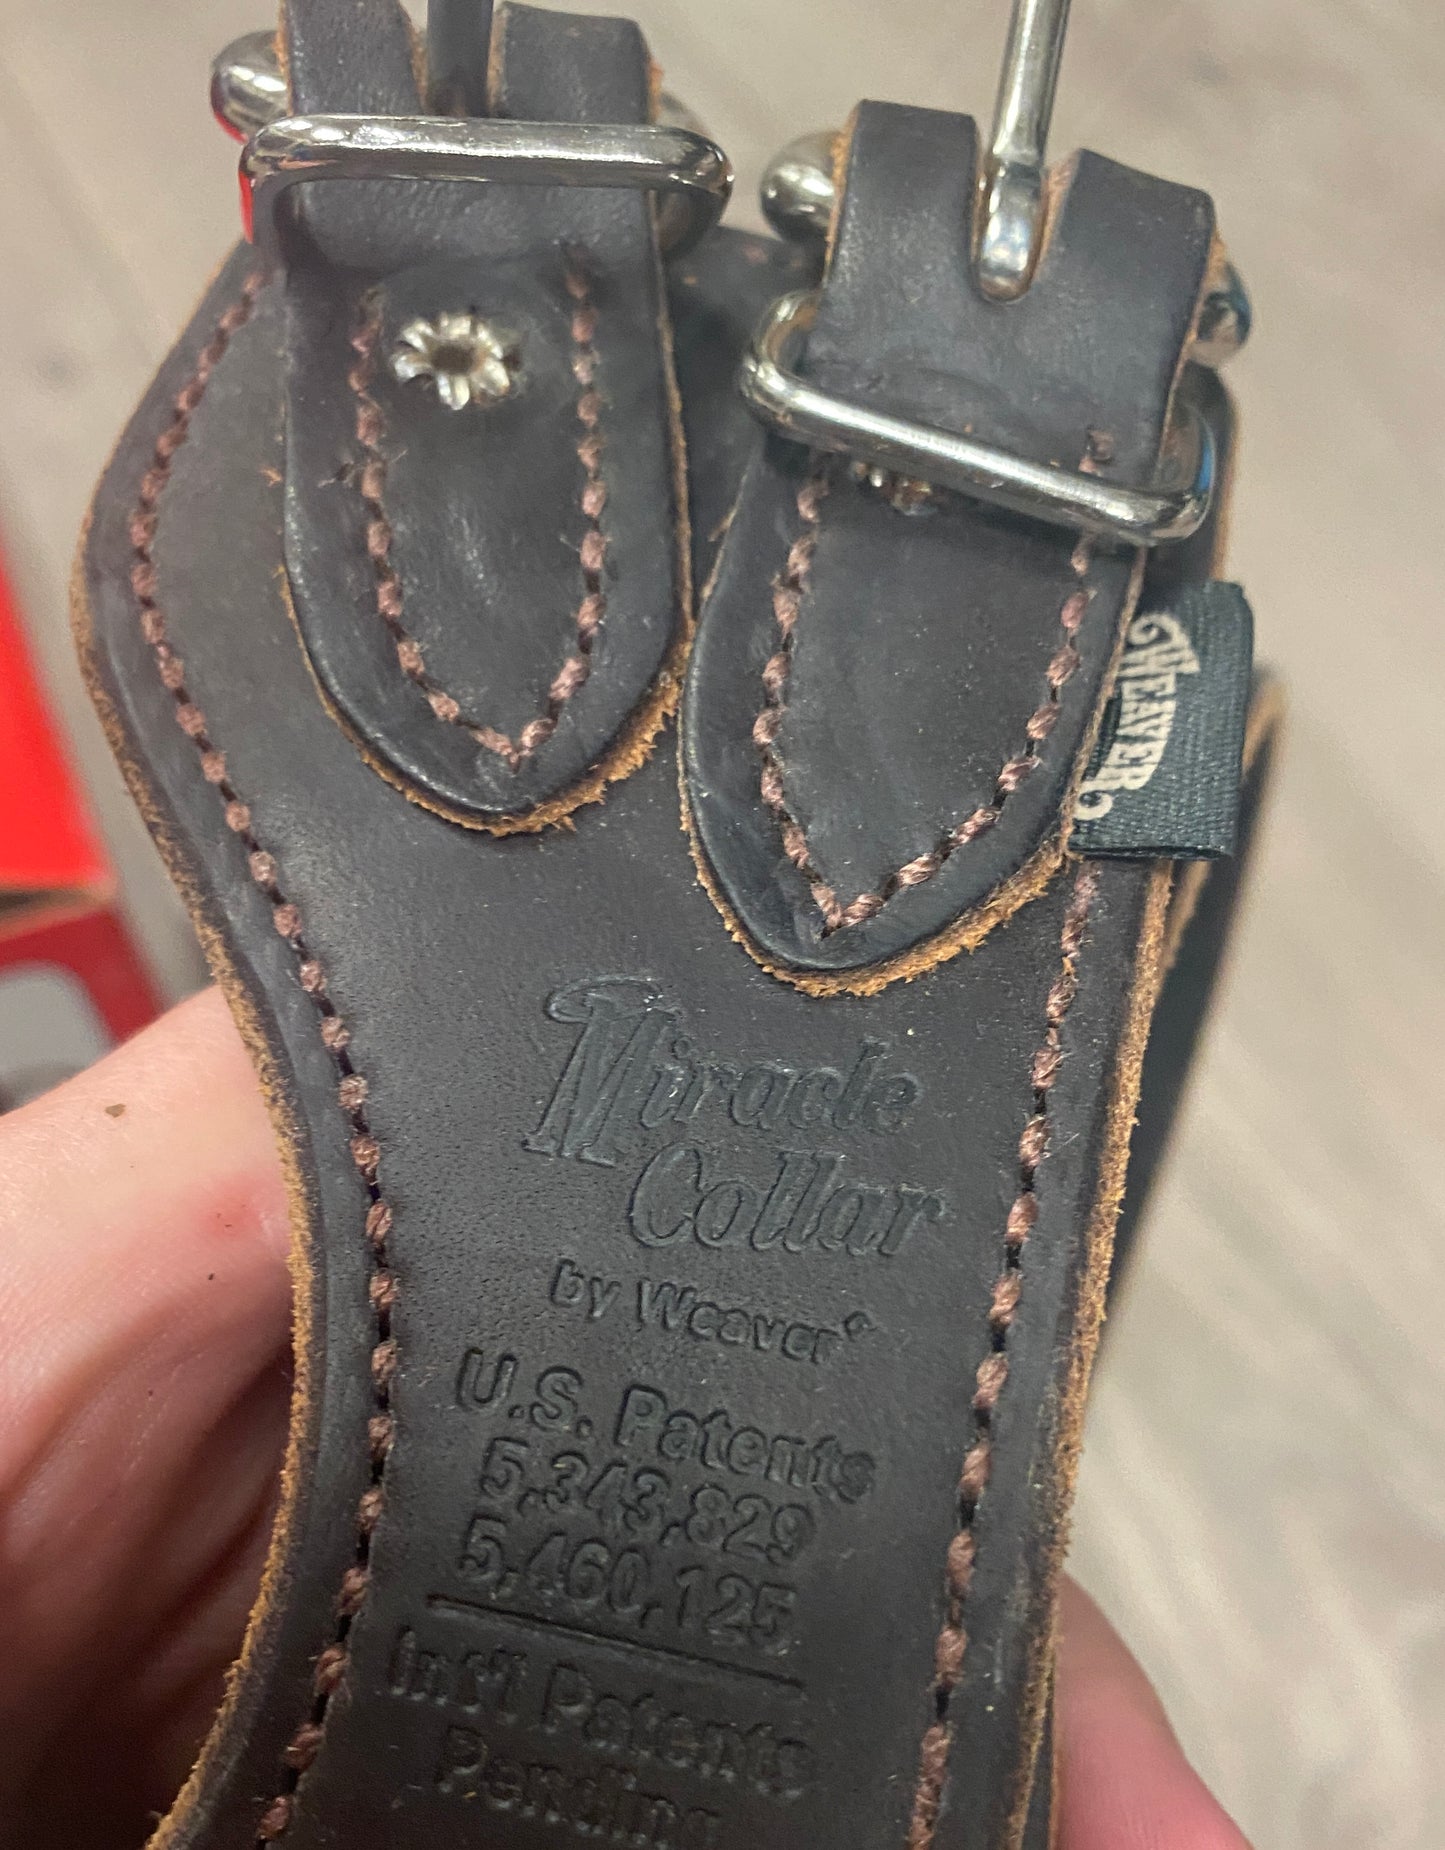 WEAVER
Miracle
Collar
by Weaver®
U.S. Patents
5,343,829
5,460,125
Int'l Patents
Pending